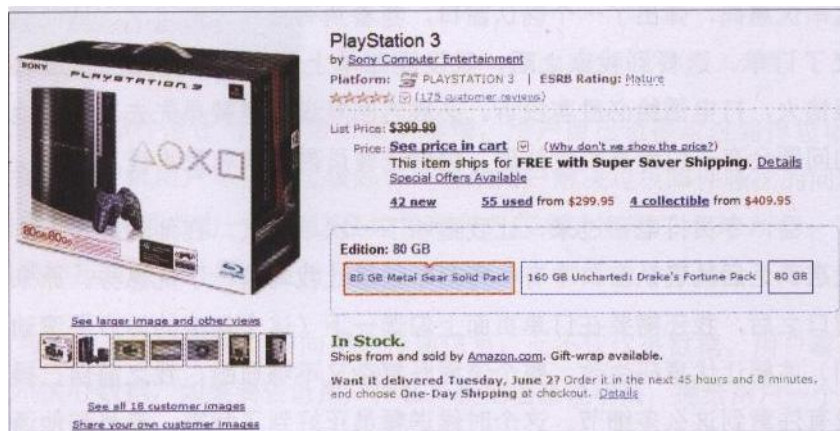 SONY
PLAYSTATION 3
80GB 80GB
PlayStation 3
by Sony Computer Entertainment
Platform: PLAYSTATION 3 | ESRB Rating: Mature
(175 customer reviews)
List Price: $399.99
Price: See price in cart (Why don't we show the price?)
This item ships for FREE with Super Saver Shipping. Details
Special Offers Available
42 new 55 used from $299.95 4 collectible from $409.95
Edition: 80 GB
80 GB Metal Gear Solid Pack 160 GB Uncharted: Drake's Fortune Pack 80 GB
See larger image and other views
In Stock.
Ships from and sold by Amazon.com. Gift-wrap available.
Want it delivered Tuesday, June 2? Order it in the next 45 hours and 8 minutes,
and choose One-Day Shipping at checkout. Details
See all 18 customer images
Share your own customer images